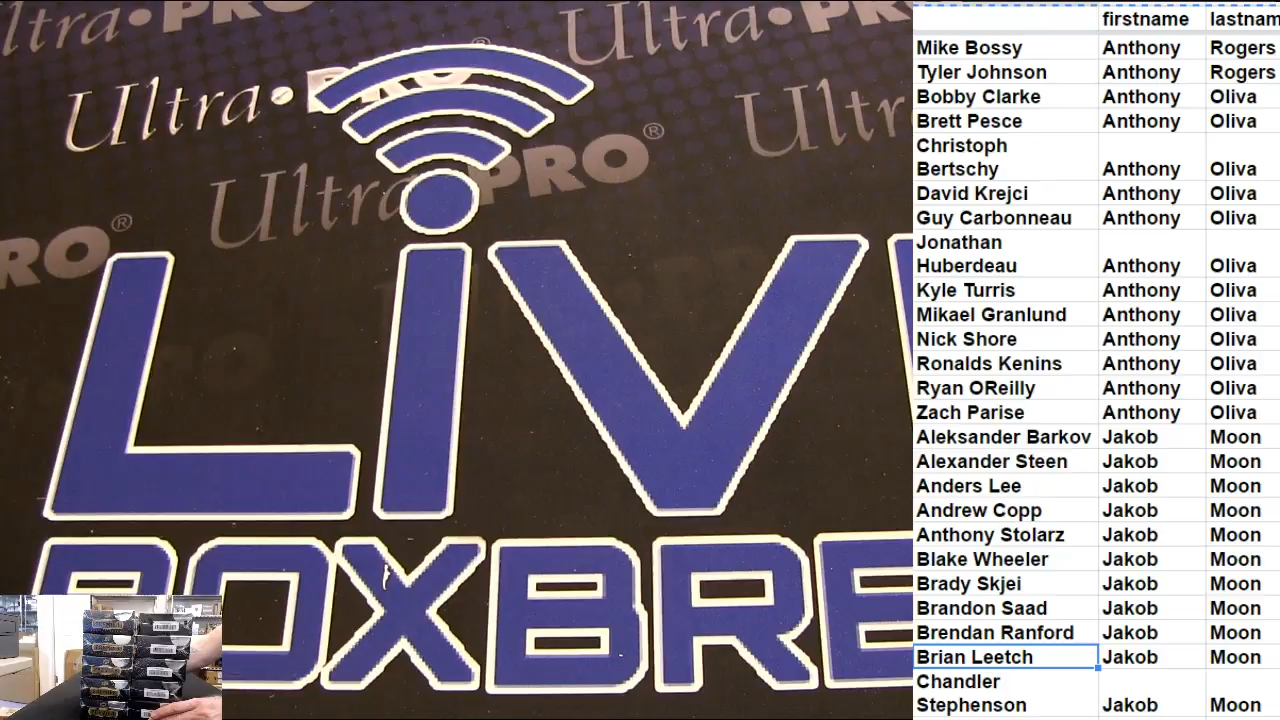 ltra PRO
Ultra PR
Ultra PRO ®
Ultra
Ultra PRO ®
RO ®
LIV
BOXBRE
firstname lastnam
Mike Bossy Anthony Rogers
Tyler Johnson Anthony Rogers
Bobby Clarke Anthony Oliva
Brett Pesce Anthony Oliva
Christoph
Bertschy Anthony Oliva
David Krejci Anthony Oliva
Guy Carbonneau Anthony Oliva
Jonathan
Huberdeau Anthony Oliva
Kyle Turris Anthony Oliva
Mikael Granlund Anthony Oliva
Nick Shore Anthony Oliva
Ronalds Kenins Anthony Oliva
Ryan OReilly Anthony Oliva
Zach Parise Anthony Oliva
Aleksander Barkov Jakob Moon
Alexander Steen Jakob Moon
Anders Lee Jakob Moon
Andrew Copp Jakob Moon
Anthony Stolarz Jakob Moon
Blake Wheeler Jakob Moon
Brady Skjei Jakob Moon
Brandon Saad Jakob Moon
Brendan Ranford Jakob Moon
Brian Leetch Jakob Moon
Chandler
Stephenson Jakob Moon